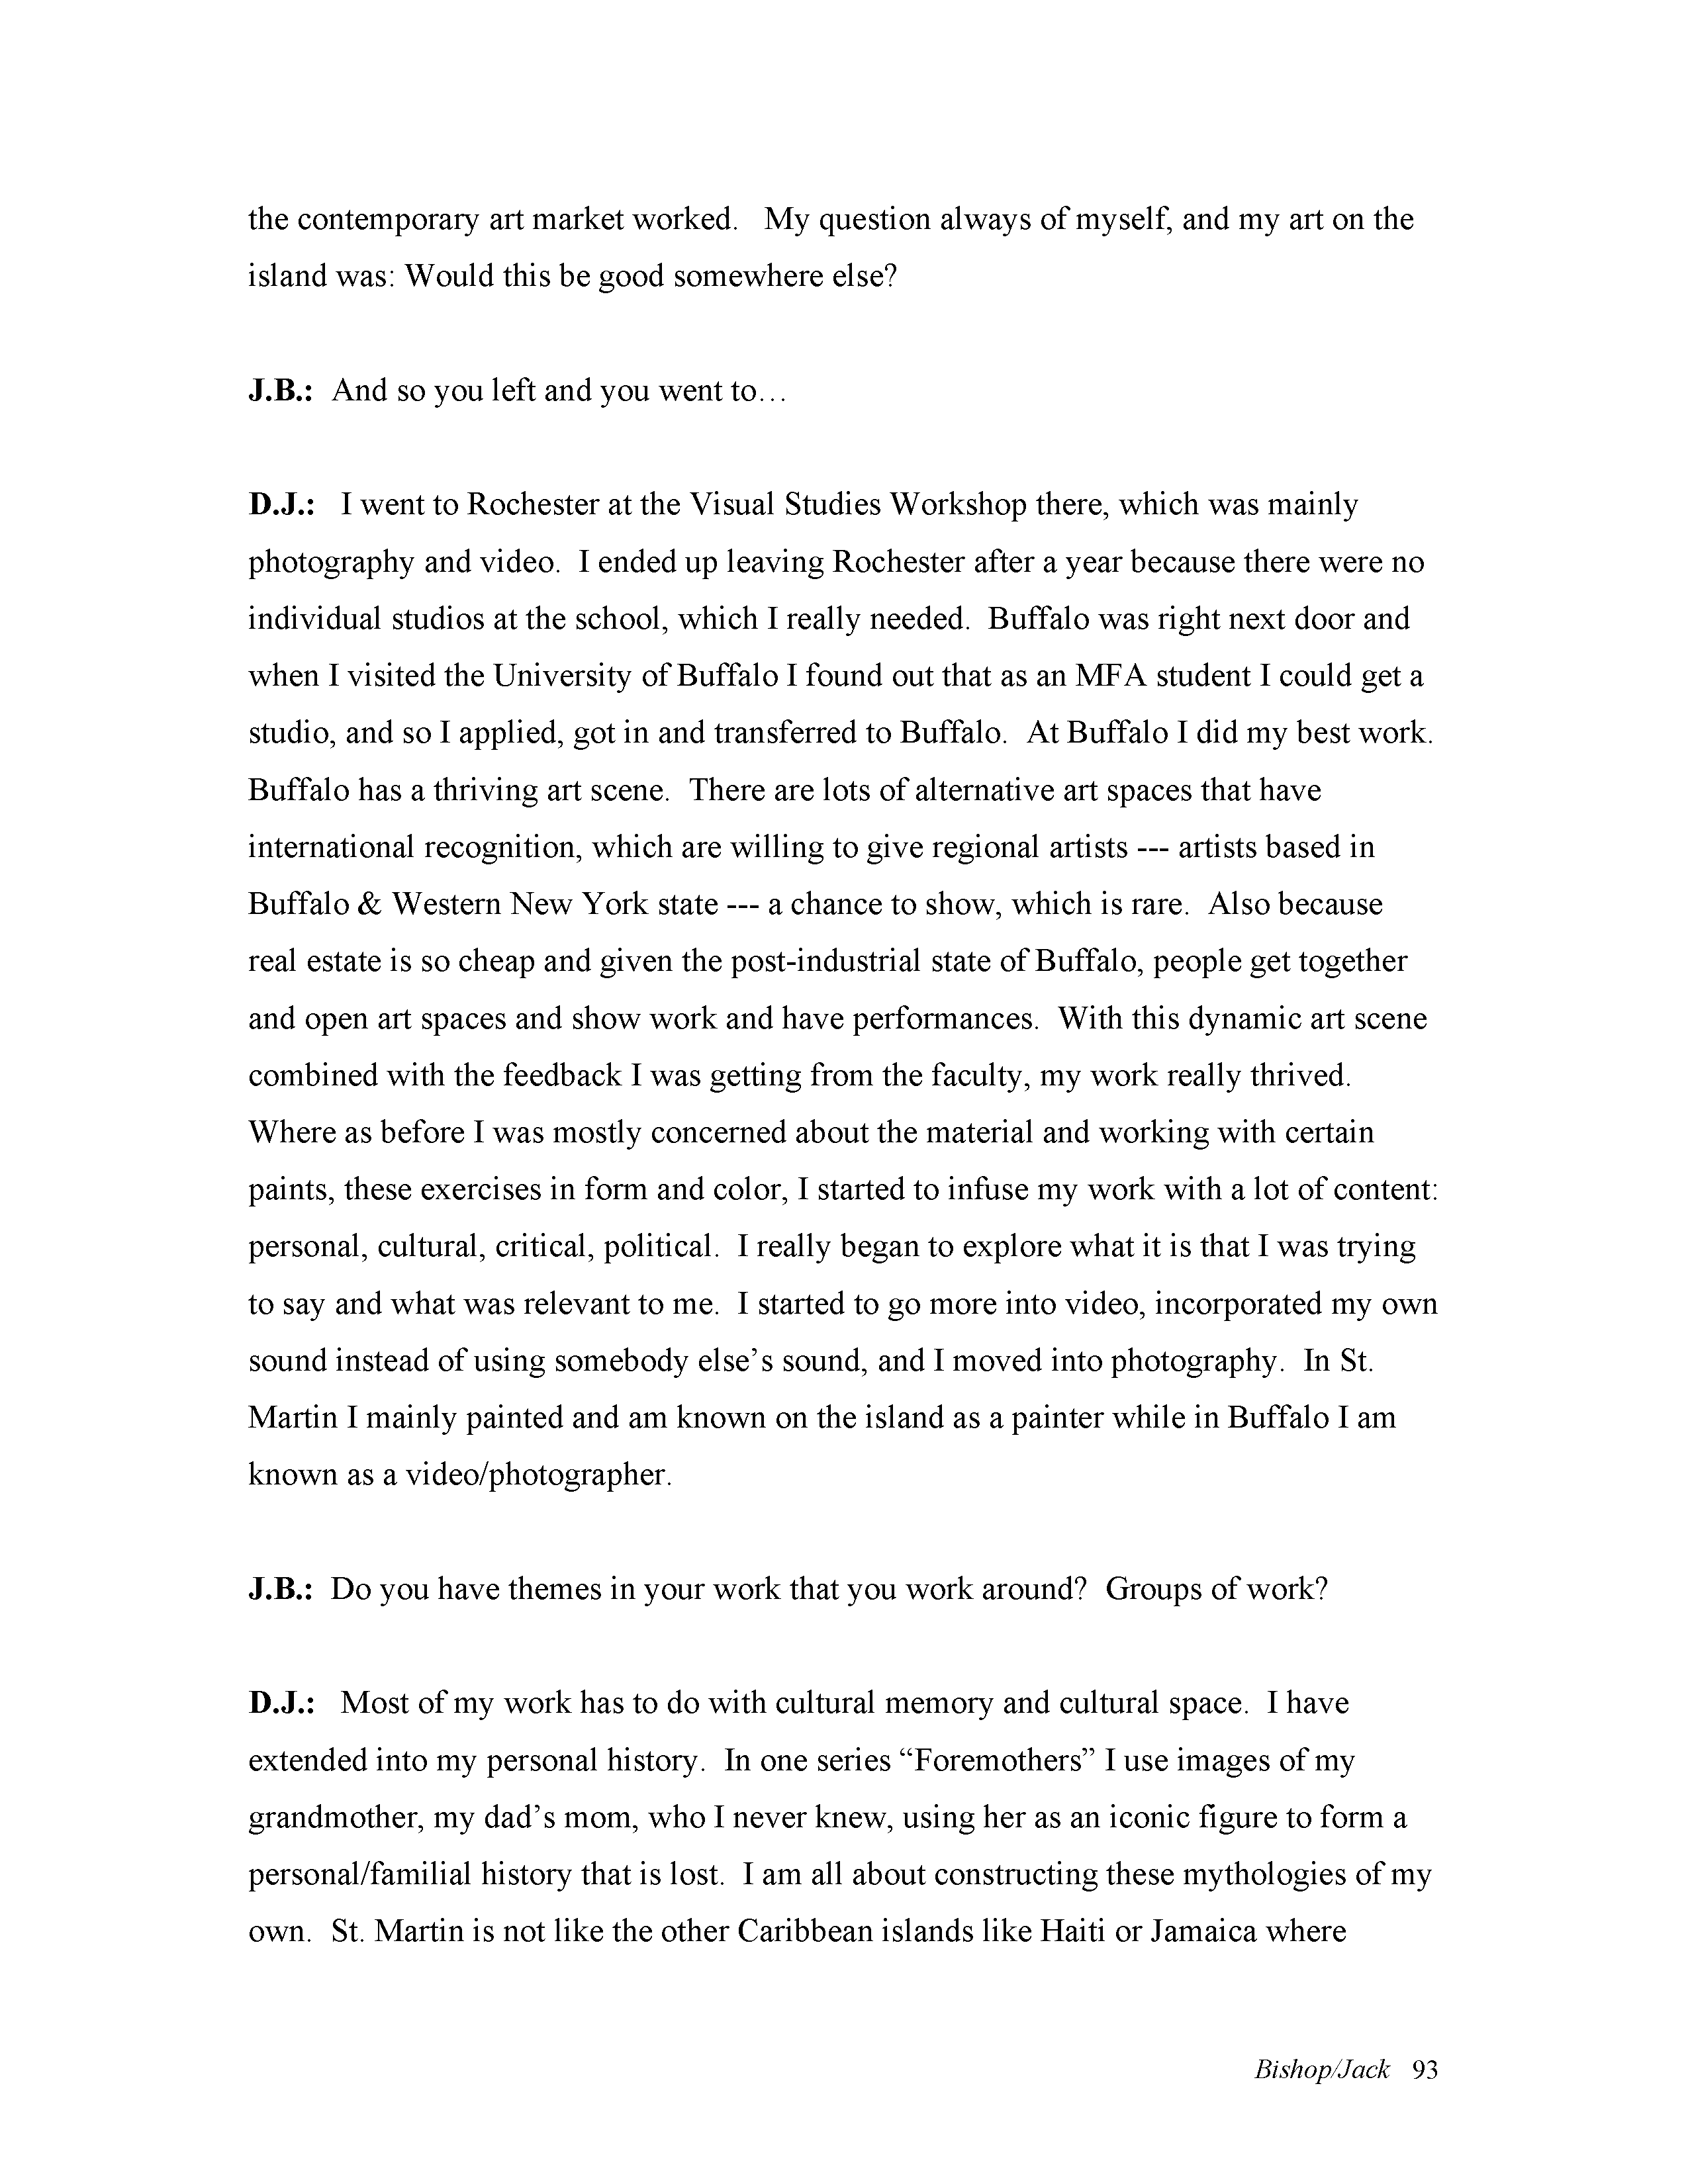 the contemporary art market worked.   My question always of myself, and my art on the
island was: Would this be good somewhere else?
J.B.:  And so you left and you went to…
D.J.:   I went to Rochester at the Visual Studies Workshop there, which was mainly
photography and video.  I ended up leaving Rochester after a year because there were no
individual studios at the school, which I really needed.  Buffalo was right next door and
when I visited the University of Buffalo I found out that as an MFA student I could get a
studio, and so I applied, got in and transferred to Buffalo.  At Buffalo I did my best work.
Buffalo has a thriving art scene.  There are lots of alternative art spaces that have
international recognition, which are willing to give regional artists --- artists based in
Buffalo & Western New York state --- a chance to show, which is rare.  Also because
real estate is so cheap and given the post-industrial state of Buffalo, people get together
and open art spaces and show work and have performances.  With this dynamic art scene
combined with the feedback I was getting from the faculty, my work really thrived.
Where as before I was mostly concerned about the material and working with certain
paints, these exercises in form and color, I started to infuse my work with a lot of content:
personal, cultural, critical, political.  I really began to explore what it is that I was trying
to say and what was relevant to me.  I started to go more into video, incorporated my own
sound instead of using somebody else’s sound, and I moved into photography.  In St.
Martin I mainly painted and am known on the island as a painter while in Buffalo I am
known as a video/photographer.
J.B.:  Do you have themes in your work that you work around?  Groups of work?
D.J.:   Most of my work has to do with cultural memory and cultural space.  I have
extended into my personal history.  In one series “Foremothers” I use images of my
grandmother, my dad’s mom, who I never knew, using her as an iconic figure to form a
personal/familial history that is lost.  I am all about constructing these mythologies of my
own.  St. Martin is not like the other Caribbean islands like Haiti or Jamaica where
Bishop/Jack   93